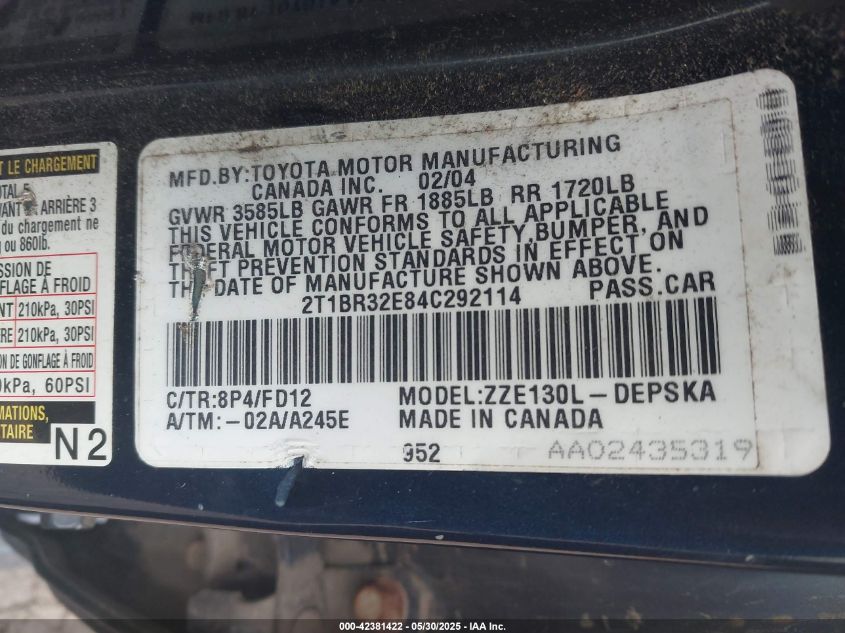 T LE CHARGEMENT
ARRIÈRE 3
du chargement ne
ou 860lb.
SSION DE
FLAGE À FROID
210kPa, 30PSI
210kPa, 30PSI
ON DE GONFLAGE À FROID
kPa, 60PSI
MATIONS,
TAIRE
N2
MFD.BY:TOYOTA MOTOR MANUFACTURING
CANADA INC. 02/04
GVWR 3585LB GAWR FR 1885LB RR 1720LB
THIS VEHICLE CONFORMS TO ALL APPLICABLE
FEDERAL MOTOR VEHICLE SAFETY,BUMPER, AND
THEFT PREVENTION STANDARDS IN EFFECT ON
THE DATE OF MANUFACTURE SHOWN ABOVE.
2T1BR32E84C292114 PASS.CAR
C/TR:8P4/FD12 MODEL:ZZE130L-DEPSKA
A/TM:-02A/A245E MADE IN CANADA
952 AA02435319
000-42381422 - 05/30/2025 - IAA Inc.